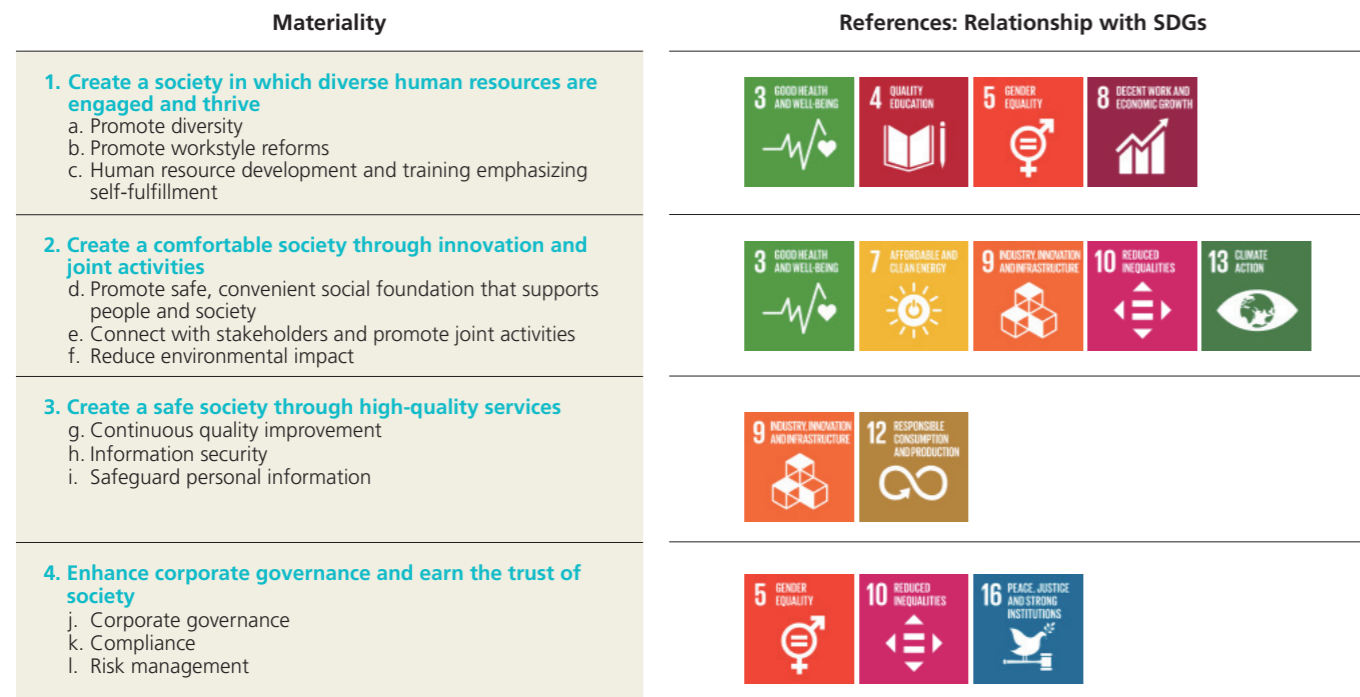 Materiality
References: Relationship with SDGs
1. Create a society in which diverse human resources are
engaged and thrive
a. Promote diversity
b. Promote workstyle reforms
c. Human resource development and training emphasizing
self-fulfillment
3 GOOD HEALTH
AND WELL-BEING
4 QUALITY
EDUCATION
5 GENDER
EQUALITY
8 DECENT WORK AND
ECONOMIC GROWTH
2. Create a comfortable society through innovation and
joint activities
d. Promote safe, convenient social foundation that supports
people and society
e. Connect with stakeholders and promote joint activities
f. Reduce environmental impact
3 GOOD HEALTH
AND WELL-BEING
7 AFFORDABLE AND
CLEAN ENERGY
9 INDUSTRY, INNOVATION
AND INFRASTRUCTURE
10 REDUCED
INEQUALITIES
13 CLIMATE
ACTION
3. Create a safe society through high-quality services
g. Continuous quality improvement
h. Information security
i. Safeguard personal information
9 INDUSTRY, INNOVATION
AND INFRASTRUCTURE
12 RESPONSIBLE
CONSUMPTION
AND PRODUCTION
4. Enhance corporate governance and earn the trust of
society
j. Corporate governance
k. Compliance
l. Risk management
5 GENDER
EQUALITY
10 REDUCED
INEQUALITIES
16 PEACE, JUSTICE
AND STRONG
INSTITUTIONS